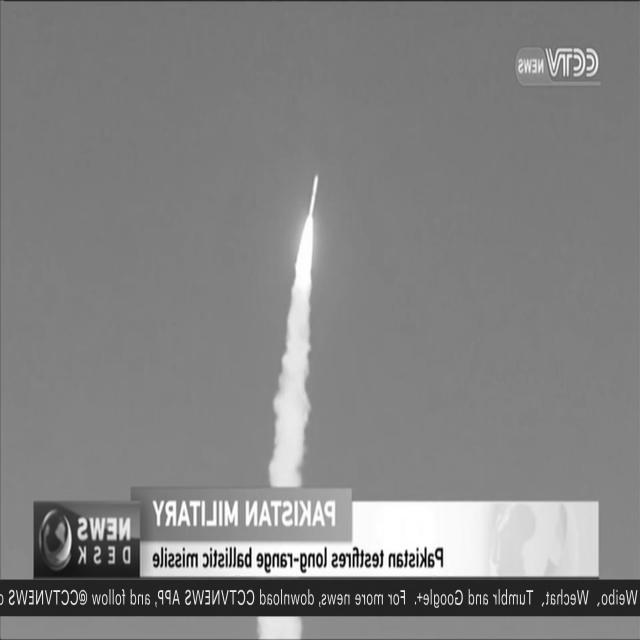 CCTV
NEWS
PAKISTAN MILITARY
NEWS
DESK
Pakistan testfires long-range ballistic missile
Weibo, Wechat, Tumblr and Google+. For more news, download CCTVNEWS APP, and follow @CCTVNEWS